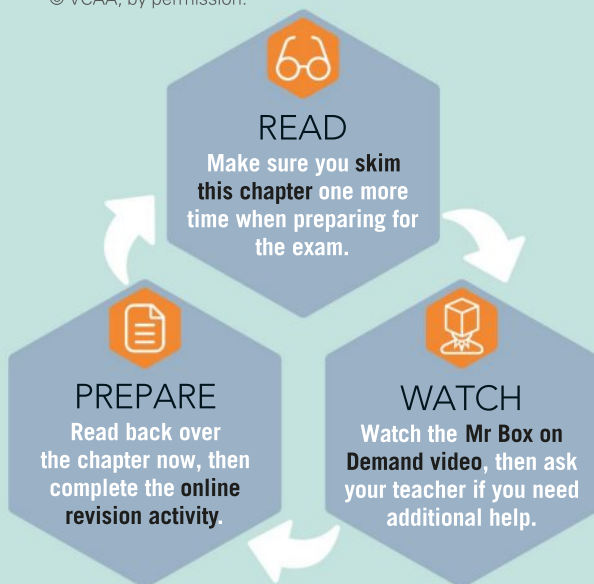 © VCAA, by permission.
READ
Make sure you skim
this chapter one more
time when preparing for
the exam.
PREPARE
Read back over
the chapter now, then
complete the online
revision activity.
WATCH
Watch the Mr Box on
Demand video, then ask
your teacher if you need
additional help.